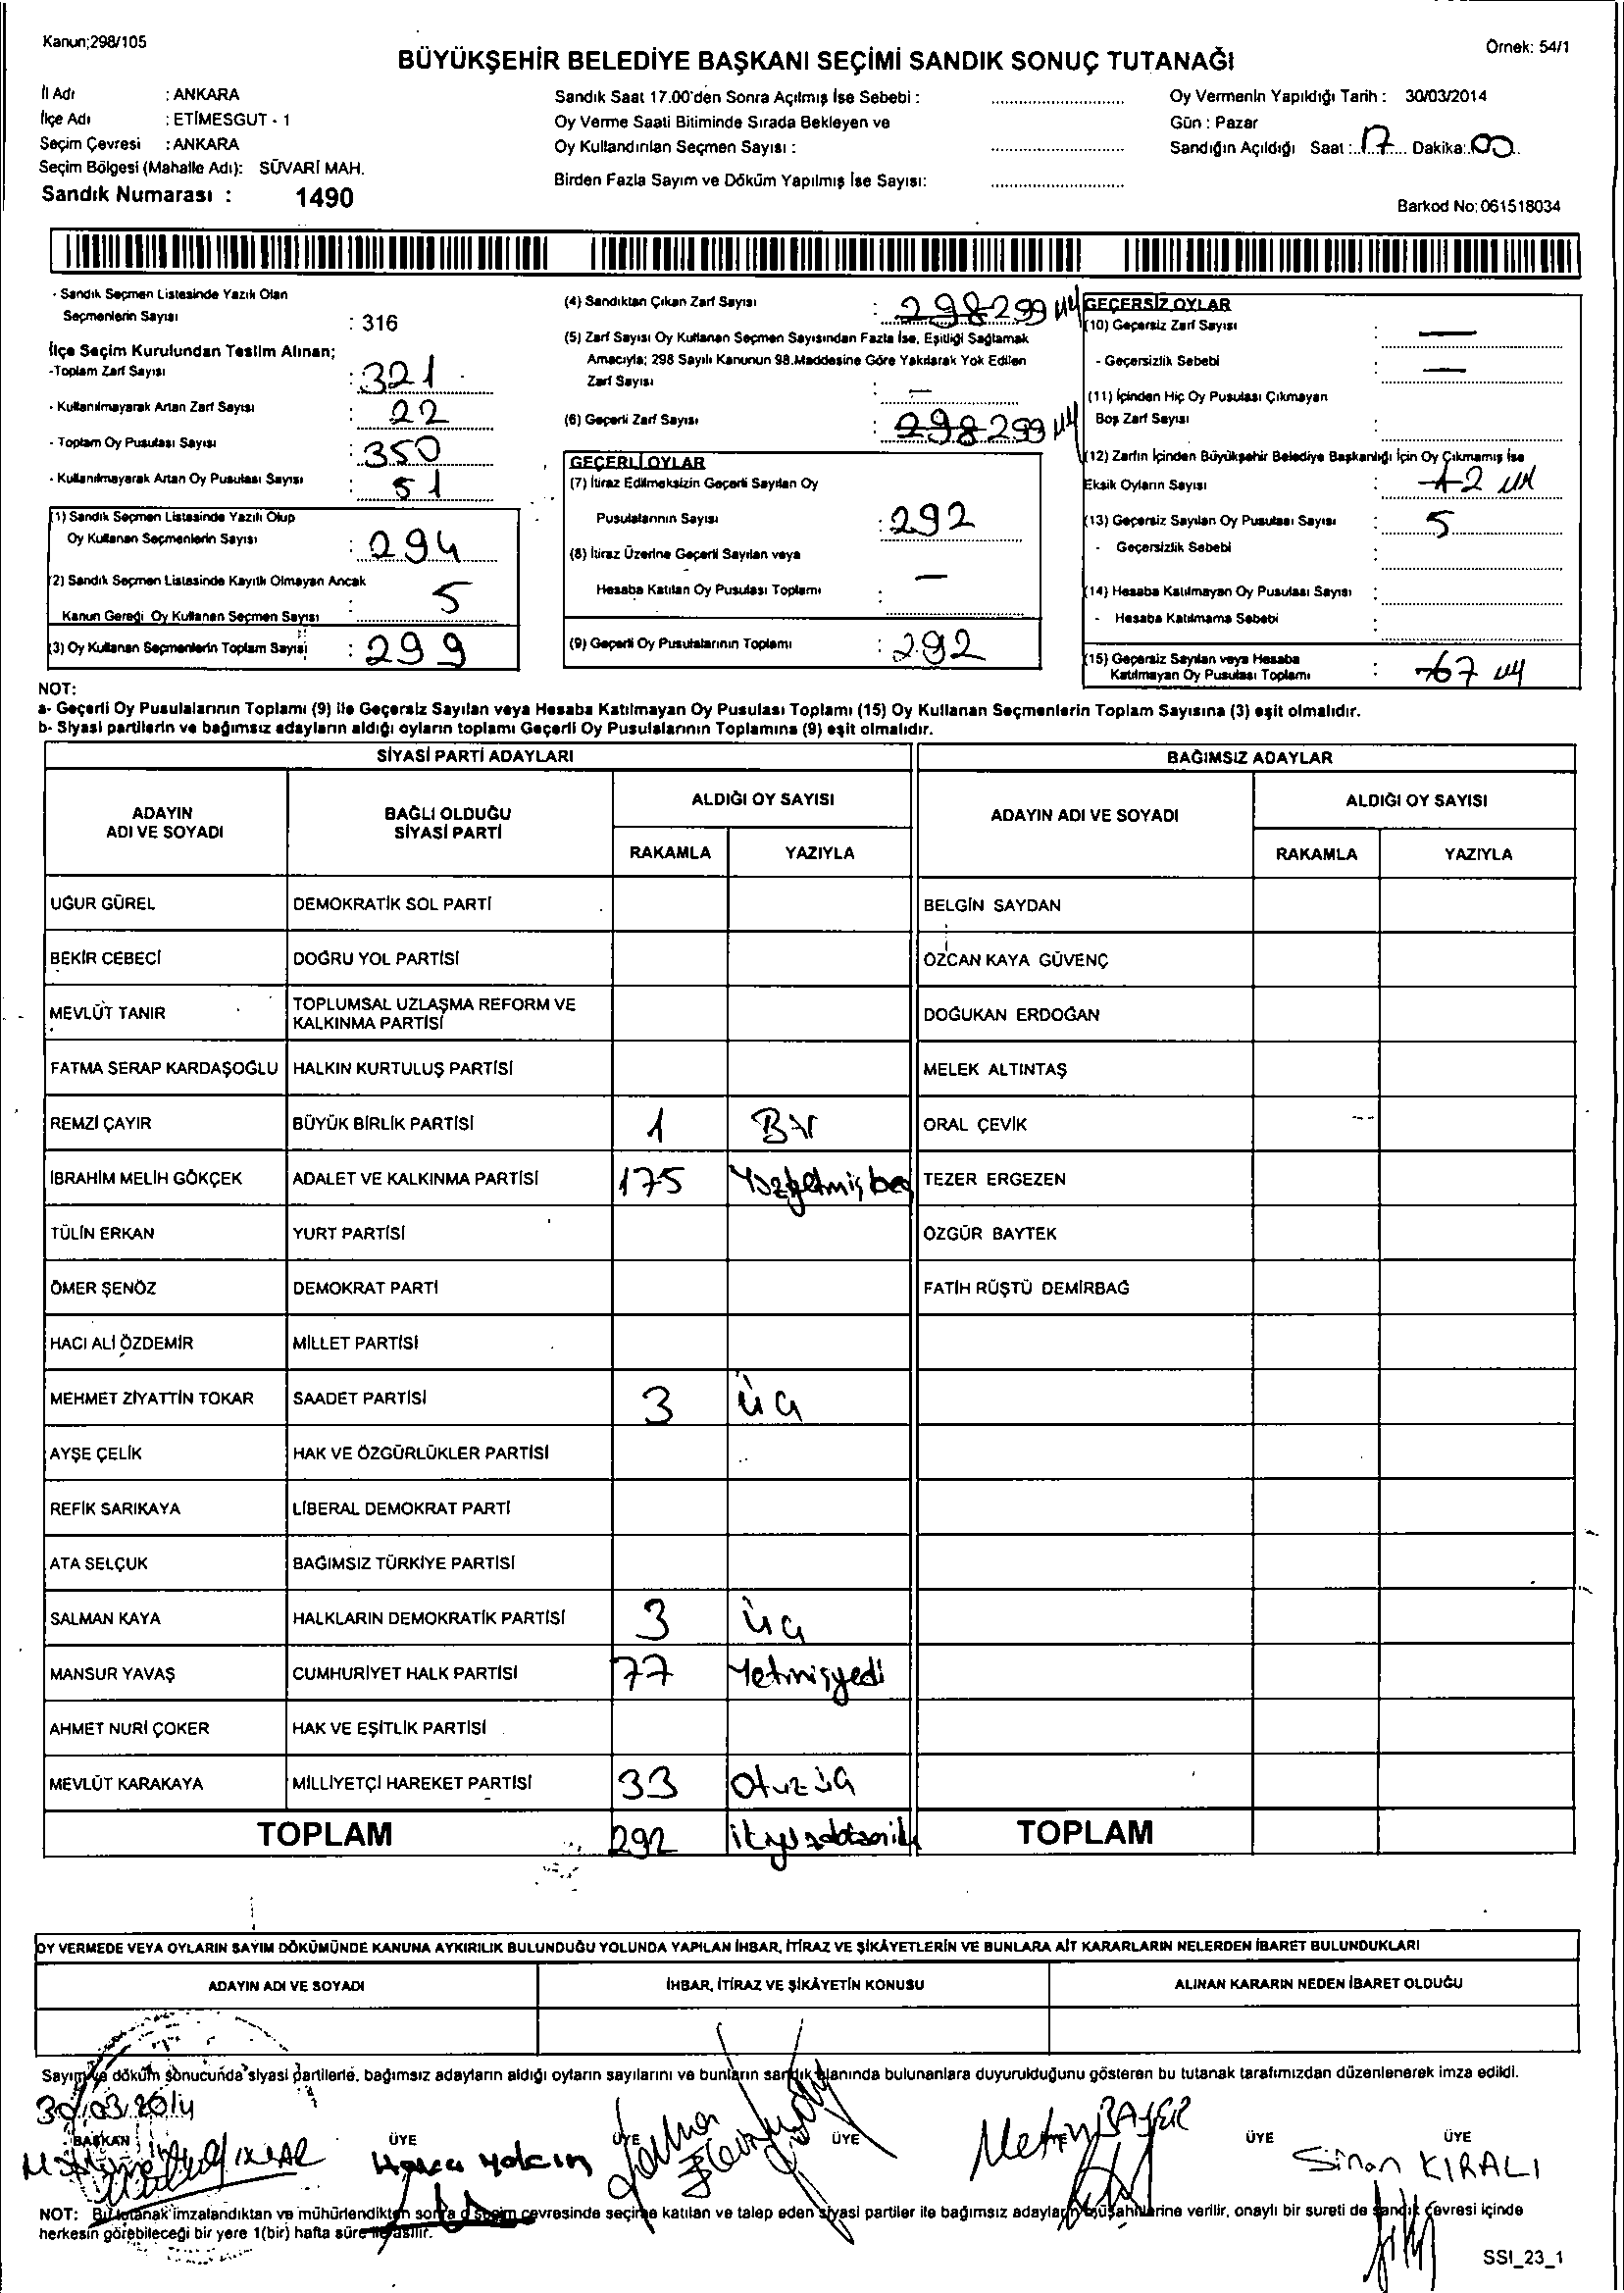 Kanun;298/105
Örnek: 54/1
BÜYÜKŞEHİR BELEDİYE BAŞKANI SEÇİMİ SANDIK SONUÇ TUTANAĞI
İl Adı : ANKARA
İlçe Adı : ETİMESGUT - 1
Seçim Çevresi : ANKARA
Seçim Bölgesi (Mahalle Adı): SÜVARİ MAH.
Sandık Numarası : 1490
Sandık Saat 17.00'den Sonra Açılmış İse Sebebi :
Oy Verme Saati Bitiminde Sırada Bekleyen ve
Oy Kullandırılan Seçmen Sayısı :
Birden Fazla Sayım ve Döküm Yapılmış İse Sayısı:
Oy Vermenin Yapıldığı Tarih : 30/03/2014
Gün : Pazar
Sandığın Açıldığı Saat : 17 Dakika: 00
Barkod No: 061518034
- Sandık Seçmen Listesinde Yazılı Olan
Seçmenlerin Sayısı : 316
İlçe Seçim Kurulundan Teslim Alınan;
-Toplam Zarf Sayısı : 321
- Kullanılmayarak Artan Zarf Sayısı : 22
- Toplam Oy Pusulası Sayısı : 350
- Kullanılmayarak Artan Oy Pusulası Sayısı : 51
(1) Sandık Seçmen Listesinde Yazılı Olup
Oy Kullanan Seçmenlerin Sayısı : 294
(2) Sandık Seçmen Listesinde Kayıtlı Olmayan Ancak
Kanun Gereği Oy Kullanan Seçmen Sayısı : 5
(3) Oy Kullanan Seçmenlerin Toplam Sayısı : 299
(4) Sandıktan Çıkan Zarf Sayısı : 298 299
(5) Zarf Sayısı Oy Kullanan Seçmen Sayısından Fazla İse, Eşitliği Sağlamak
Amacıyla; 298 Sayılı Kanunun 98.Maddesine Göre Yakılarak Yok Edilen
Zarf Sayısı : —
(6) Geçerli Zarf Sayısı : 298 299
GEÇERLİ OYLAR
(7) İtiraz Edilmeksizin Geçerli Sayılan Oy
Pusulalarının Sayısı : 292
(8) İtiraz Üzerine Geçerli Sayılan veya
Hesaba Katılan Oy Pusulası Toplamı : —
(9) Geçerli Oy Pusulalarının Toplamı : 292
GEÇERSİZ OYLAR
(10) Geçersiz Zarf Sayısı : —
- Geçersizlik Sebebi : —
(11) İçinden Hiç Oy Pusulası Çıkmayan
Boş Zarf Sayısı :
(12) Zarfın İçinden Büyükşehir Belediye Başkanlığı İçin Oy Çıkmamış İse
Eksik Oyların Sayısı : 1 2
(13) Geçersiz Sayılan Oy Pusulası Sayısı : 5
- Geçersizlik Sebebi :
(14) Hesaba Katılmayan Oy Pusulası Sayısı :
- Hesaba Katılmama Sebebi :
(15) Geçersiz Sayılan veya Hesaba
Katılmayan Oy Pusulası Toplamı : 6 7
NOT:
a- Geçerli Oy Pusulalarının Toplamı (9) ile Geçersiz Sayılan veya Hesaba Katılmayan Oy Pusulası Toplamı (15) Oy Kullanan Seçmenlerin Toplam Sayısına (3) eşit olmalıdır.
b- Siyasi partilerin ve bağımsız adayların aldığı oyların toplamı Geçerli Oy Pusulalarının Toplamına (9) eşit olmalıdır.
SİYASİ PARTİ ADAYLARI BAĞIMSIZ ADAYLAR
ADAYIN ADI VE SOYADI BAĞLI OLDUĞU SİYASİ PARTİ ALDIĞI OY SAYISI ADAYIN ADI VE SOYADI ALDIĞI OY SAYISI
RAKAMLA YAZIYLA RAKAMLA YAZIYLA
UĞUR GÜREL DEMOKRATİK SOL PARTİ BELGİN SAYDAN
BEKİR CEBECİ DOĞRU YOL PARTİSİ ÖZCAN KAYA GÜVENÇ
MEVLÜT TANIR TOPLUMSAL UZLAŞMA REFORM VE KALKINMA PARTİSİ DOĞUKAN ERDOĞAN
FATMA SERAP KARDAŞOĞLU HALKIN KURTULUŞ PARTİSİ MELEK ALTINTAŞ
REMZİ ÇAYIR BÜYÜK BİRLİK PARTİSİ 1 Bir ORAL ÇEVİK
İBRAHİM MELİH GÖKÇEK ADALET VE KALKINMA PARTİSİ 175 Yüzyetmişbeş TEZER ERGEZEN
TÜLİN ERKAN YURT PARTİSİ ÖZGÜR BAYTEK
ÖMER ŞENÖZ DEMOKRAT PARTİ FATİH RÜŞTÜ DEMİRBAĞ
HACI ALİ ÖZDEMİR MİLLET PARTİSİ
MEHMET ZİYATTİN TOKAR SAADET PARTİSİ 3 üç
AYŞE ÇELİK HAK VE ÖZGÜRLÜKLER PARTİSİ
REFİK SARIKAYA LİBERAL DEMOKRAT PARTİ
ATA SELÇUK BAĞIMSIZ TÜRKİYE PARTİSİ
SALMAN KAYA HALKLARIN DEMOKRATİK PARTİSİ 3 üç
MANSUR YAVAŞ CUMHURİYET HALK PARTİSİ 77 Yetmişyedi
AHMET NURİ ÇOKER HAK VE EŞİTLİK PARTİSİ
MEVLÜT KARAKAYA MİLLİYETÇİ HAREKET PARTİSİ 33 Otuzüç
TOPLAM 292 ikiyüzdoksaniki TOPLAM
OY VERMEDE VEYA OYLARIN SAYIM DÖKÜMÜNDE KANUNA AYKIRILIK BULUNDUĞU YOLUNDA YAPILAN İHBAR, İTİRAZ VE ŞİKÂYETLERİN VE BUNLARA AİT KARARLARIN NELERDEN İBARET BULUNDUKLARI
ADAYIN ADI VE SOYADI İHBAR, İTİRAZ VE ŞİKÂYETİN KONUSU ALINAN KARARIN NEDEN İBARET OLDUĞU
Sayım ve döküm sonucunda siyasi partilerle, bağımsız adayların aldığı oyların sayılarını ve bunların sandık alanında bulunanlara duyurulduğunu gösteren bu tutanak tarafımızdan düzenlenerek imza edildi.
30.03.2014
BAŞKAN ÜYE ÜYE ÜYE ÜYE ÜYE
Metin Sinan KIRALI
NOT: Bu tutanak imzalandıktan ve mühürlendikten sonra o seçim çevresinde seçime katılan ve talep eden siyasi partiler ile bağımsız adayların müşahitlerine verilir, onaylı bir sureti de sandık çevresi içinde
herkesin görebileceği bir yere 1(bir) hafta süre ile asılır.
SSI_23_1